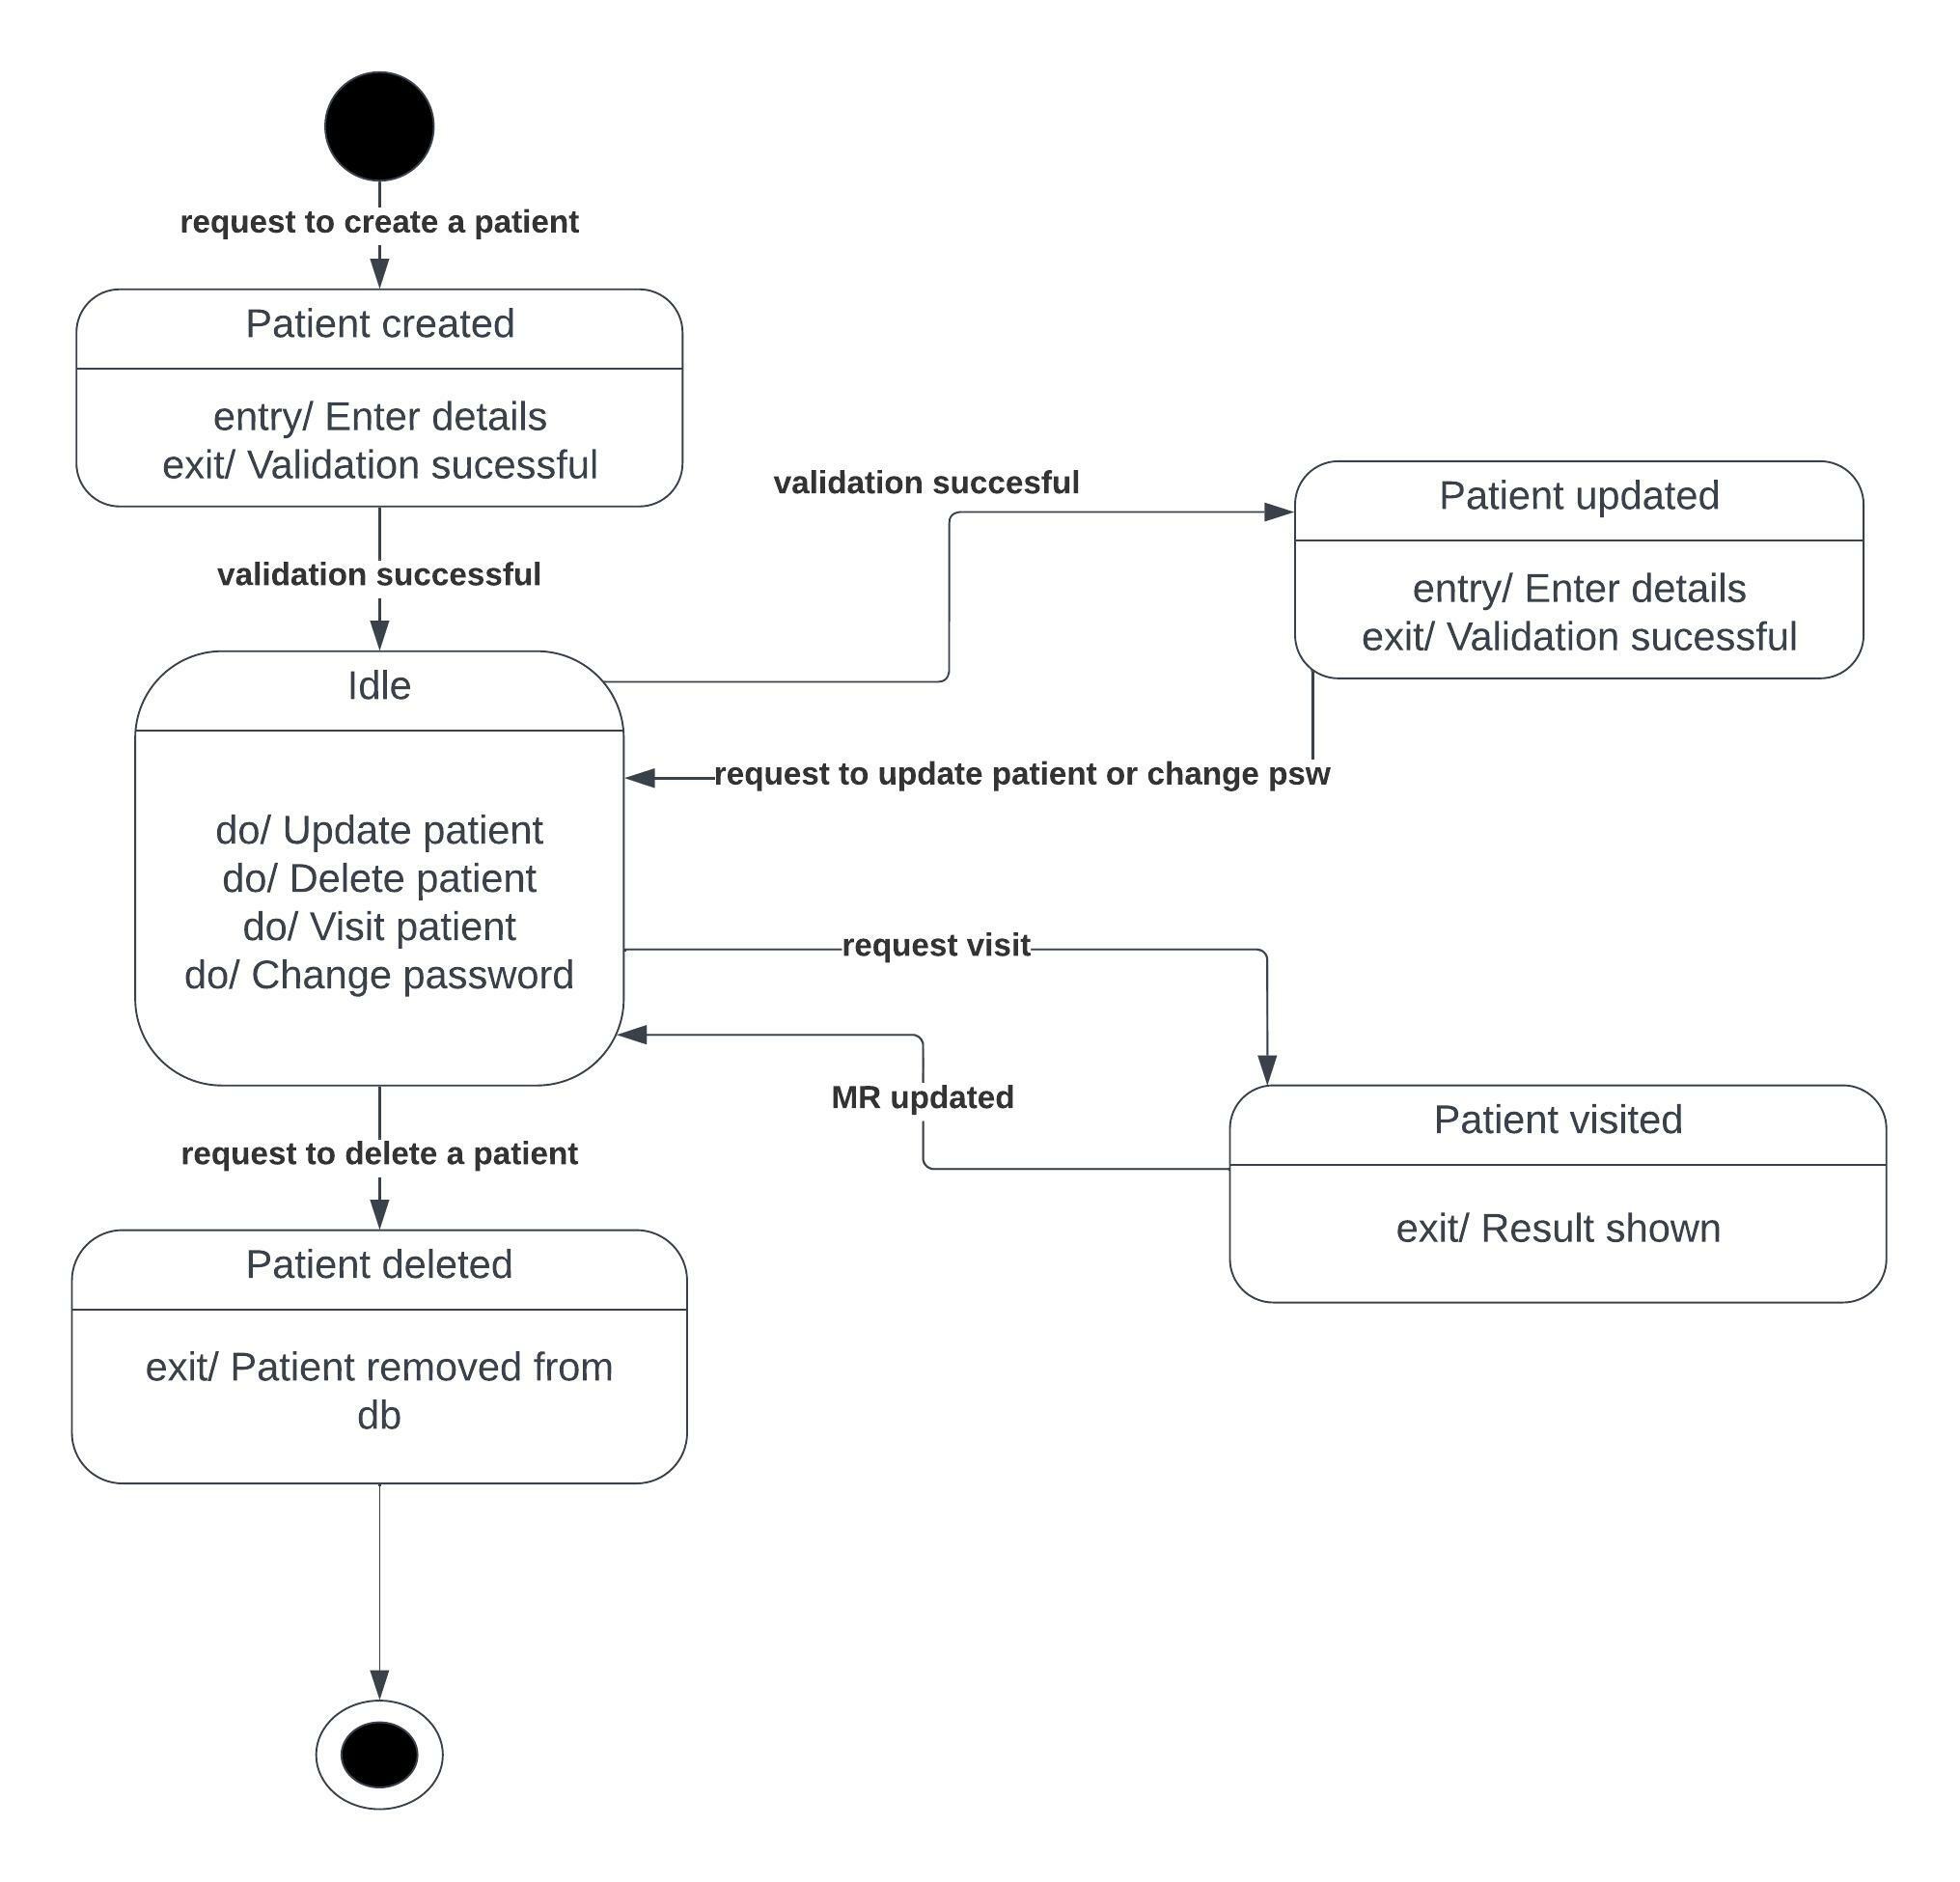 request to create a patient
Patient created
entry/ Enter details
exit/ Validation sucessful
validation successful
validation succesful
Patient updated
entry/ Enter details
exit/ Validation sucessful
Idle
request to update patient or change psw
do/ Update patient
do/ Delete patient
do/ Visit patient
do/ Change password
request visit
MR updated
Patient visited
exit/ Result shown
request to delete a patient
Patient deleted
exit/ Patient removed from
db